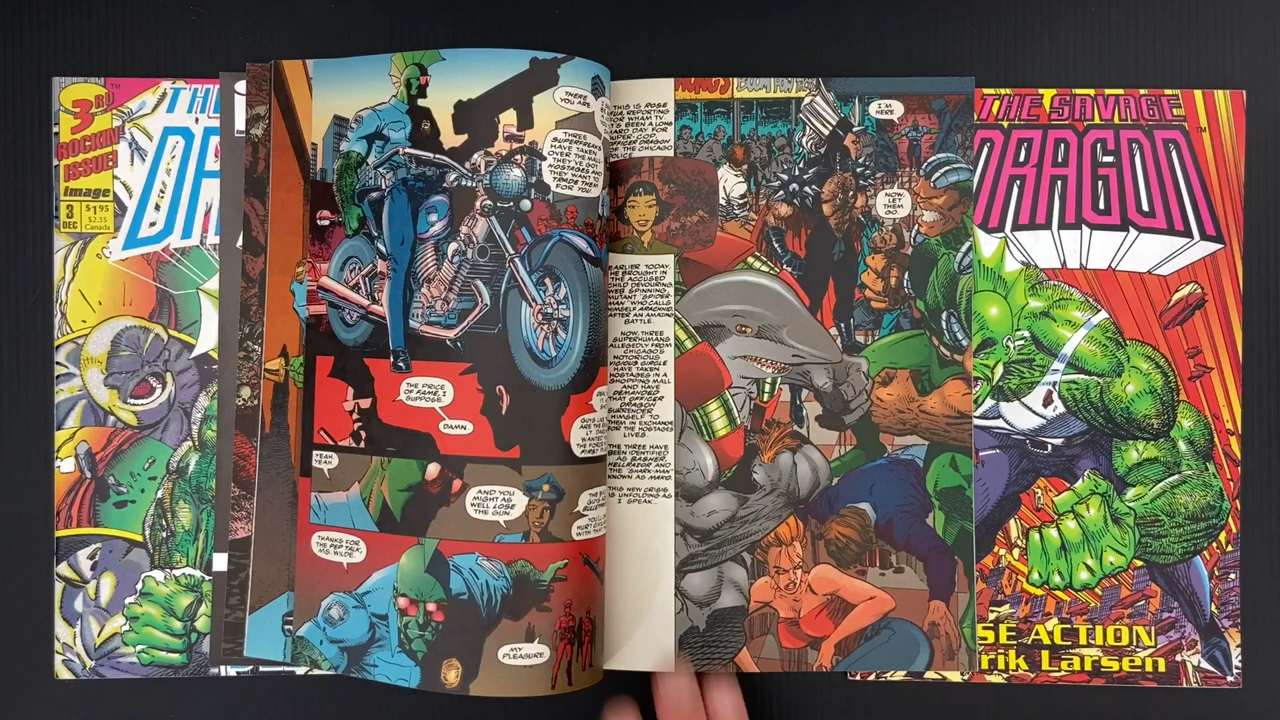 3RD
ROCKIN'
ISSUE!
image
3
DEC
$1.95
$2.35
Canada
TH
DRA
THERE
YOU ARE.
THREE
SUPERFREAKS
HAVE TAKEN
OVER THE MALL.
THEY'VE GOT
HOSTAGES AND
THEY WANT TO
TRADE THEM
FOR YOU.
THE PRICE
OF FAME, I
SUPPOSE.
DAMN.
YEAH.
YEAH.
AND YOU
MIGHT AS
WELL LOSE
THE GUN.
THANKS FOR
THE PEP TALK,
MS. WILDE.
MY
PLEASURE.
THIS IS ROSE
REPORTING
FOR WHAM TV.
IT'S BEEN A LONG
HARD DAY FOR
SUPER-COP,
OFFICER DRAGON
OF THE CHICAGO
POLICE
EARLIER TODAY,
HE BROUGHT IN
THE ACCUSED
CHILD DEVOURING,
WEB SPINNING,
MUTANT "SPIDER-
MAN" WHO CALLS
HIMSELF ARACHNID,
AFTER AN AMAZING
BATTLE.
NOW, THREE
SUPERHUMANS
ALLEGEDLY FROM
CHICAGO'S
NOTORIOUS
VICIOUS CIRCLE
HAVE TAKEN
HOSTAGES IN A
SHOPPING MALL
AND HAVE
DEMANDED
THAT OFFICER
DRAGON
SURRENDER
HIMSELF TO
THEM IN EXCHANGE
FOR THE HOSTAGES
LIVES.
THE THREE HAVE
BEEN IDENTIFIED
AS BASHER,
HELLRAZOR AND
THE "SHARK-MAN"
KNOWN AS MAKO.
THIS NEW CRISIS
IS UNFOLDING AS
I SPEAK...
I'M
HERE.
NOW,
LET
THEM
GO.
THE SAVAGE
DRAGON
SE ACTION
rik Larsen